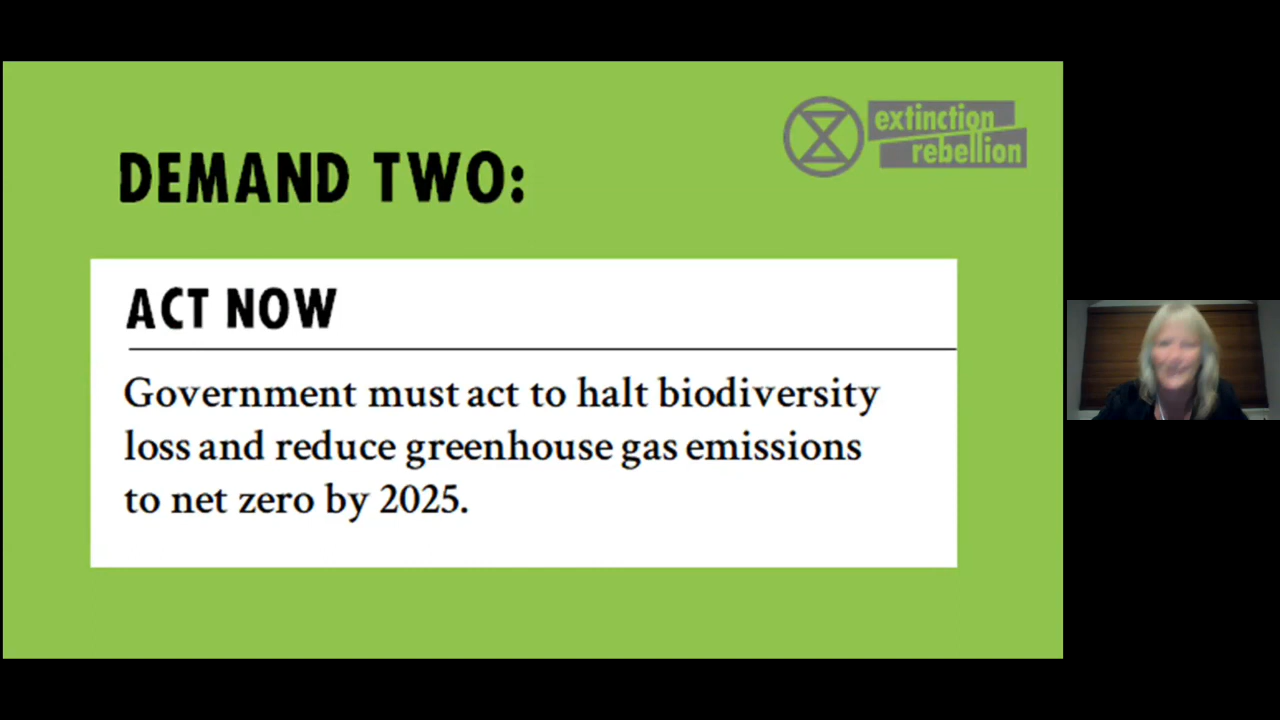 extinction
rebellion
DEMAND TWO:
ACT NOW
Government must act to halt biodiversity
loss and reduce greenhouse gas emissions
to net zero by 2025.